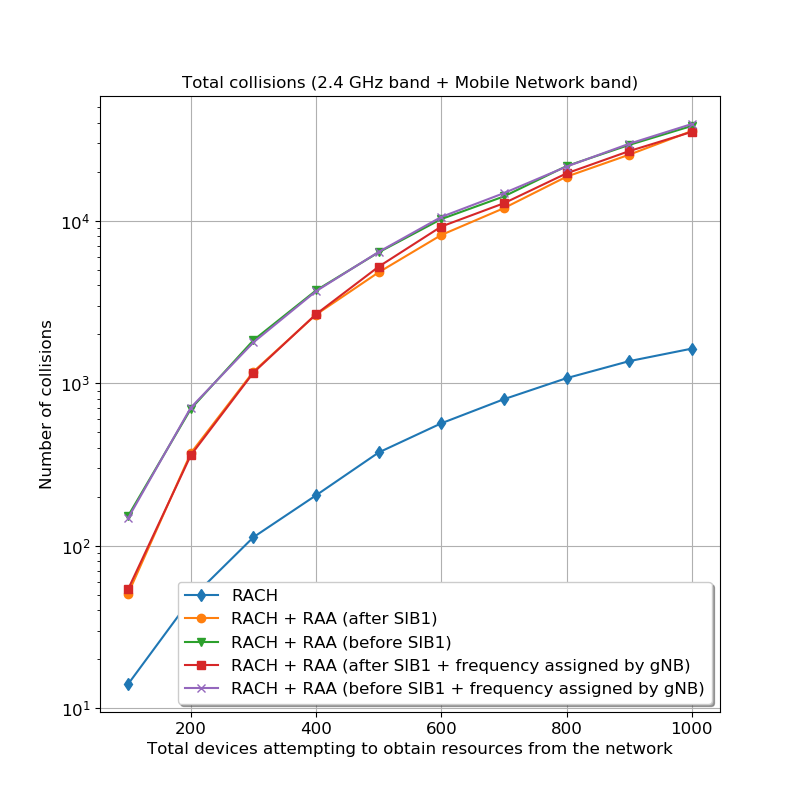 Total collisions (2.4 GHz band + Mobile Network band)
Number of collisions
10^4
10^3
10^2
10^1
RACH
RACH + RAA (after SIB1)
RACH + RAA (before SIB1)
RACH + RAA (after SIB1 + frequency assigned by gNB)
RACH + RAA (before SIB1 + frequency assigned by gNB)
200 400 600 800 1000
Total devices attempting to obtain resources from the network